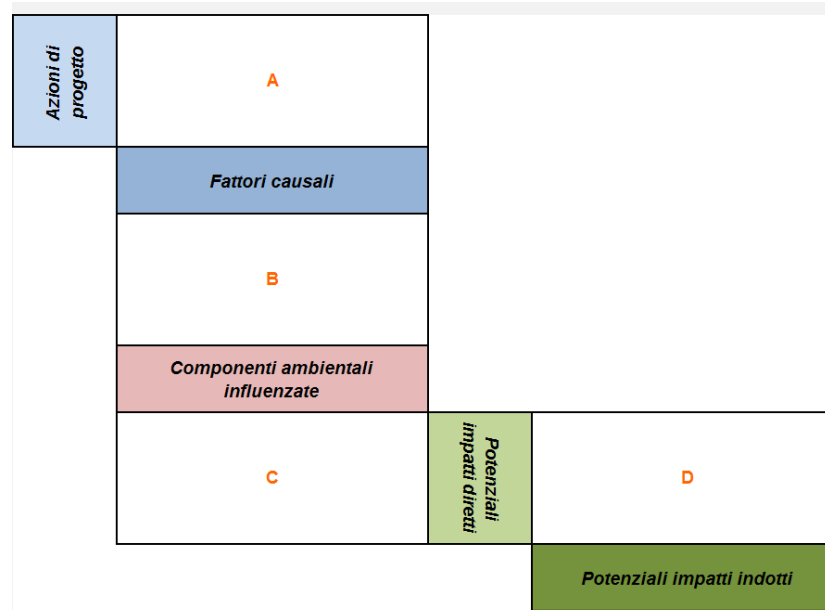 Azioni di
progetto
A
Fattori causali
B
Componenti ambientali
influenzate
C
Potenziali
impatti diretti
D
Potenziali impatti indotti